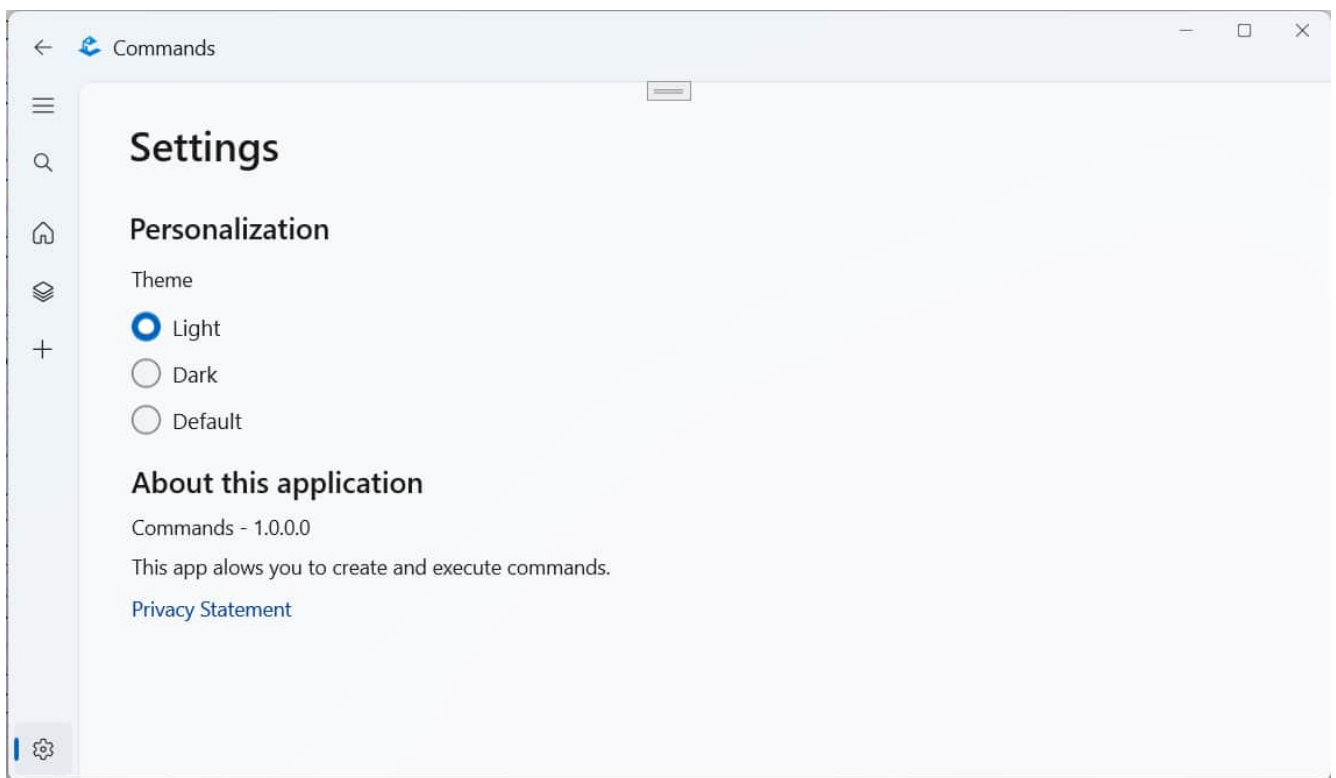 Commands
Settings
Personalization
Theme
Light
Dark
Default
About this application
Commands - 1.0.0.0
This app alows you to create and execute commands.
Privacy Statement